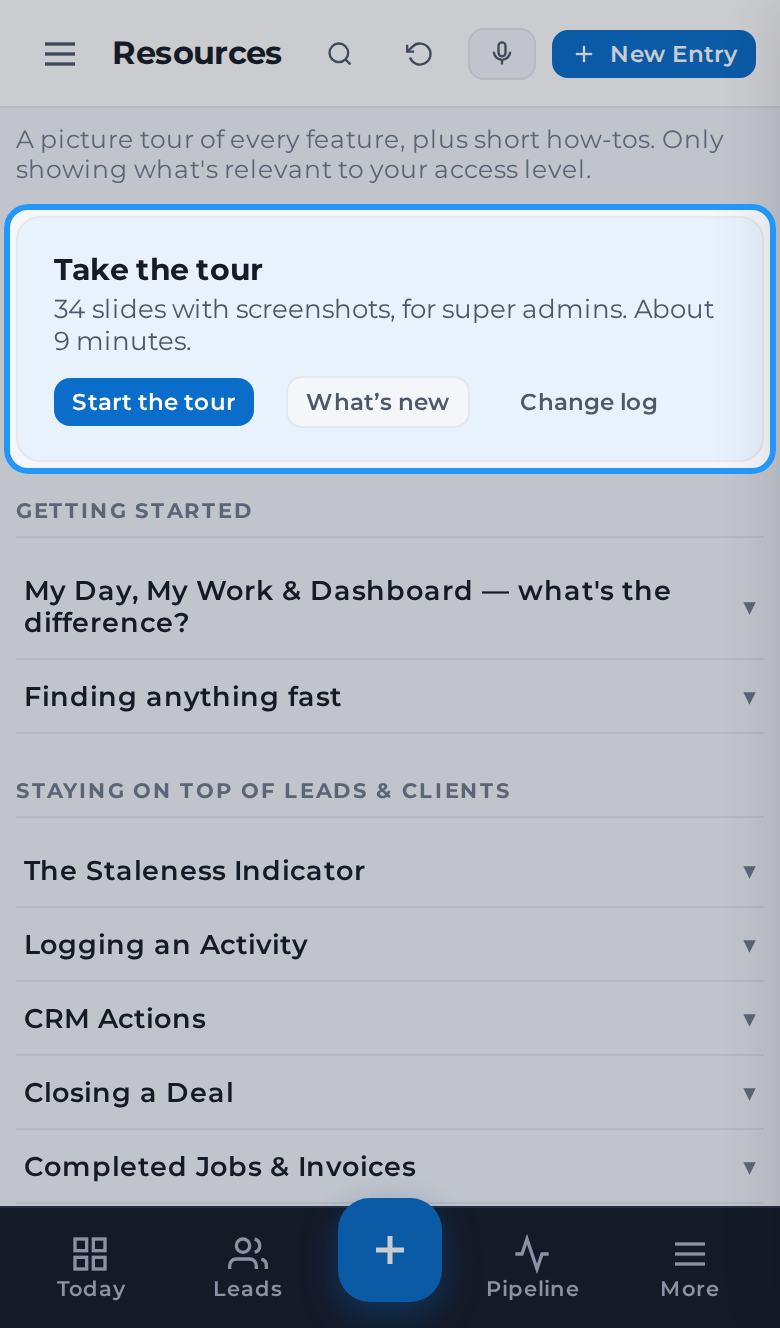 Resources
New Entry
A picture tour of every feature, plus short how-tos. Only
showing what's relevant to your access level.
Take the tour
34 slides with screenshots, for super admins. About
9 minutes.
Start the tour
What’s new
Change log
GETTING STARTED
My Day, My Work & Dashboard — what's the
difference?
Finding anything fast
STAYING ON TOP OF LEADS & CLIENTS
The Staleness Indicator
Logging an Activity
CRM Actions
Closing a Deal
Completed Jobs & Invoices
Today
Leads
Pipeline
More